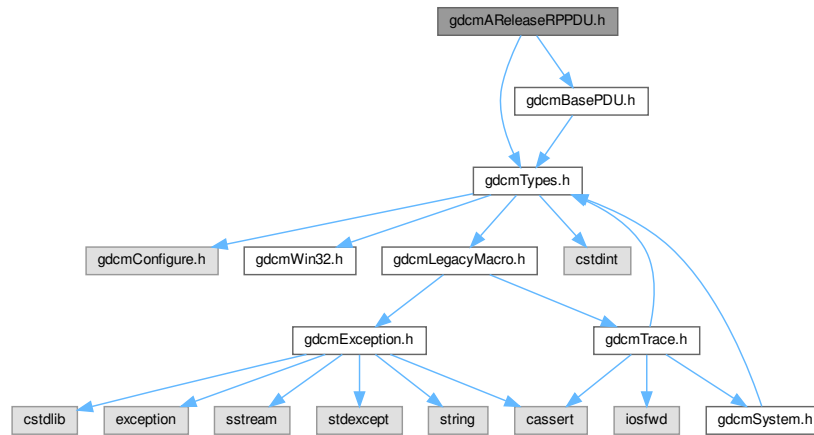 gdcmAReleaseRPPDU.h
gdcmBasePDU.h
gdcmTypes.h
gdcmConfigure.h
gdcmWin32.h
gdcmLegacyMacro.h
cstdint
gdcmException.h
gdcmTrace.h
cstdlib
exception
sstream
stdexcept
string
cassert
iosfwd
gdcmSystem.h